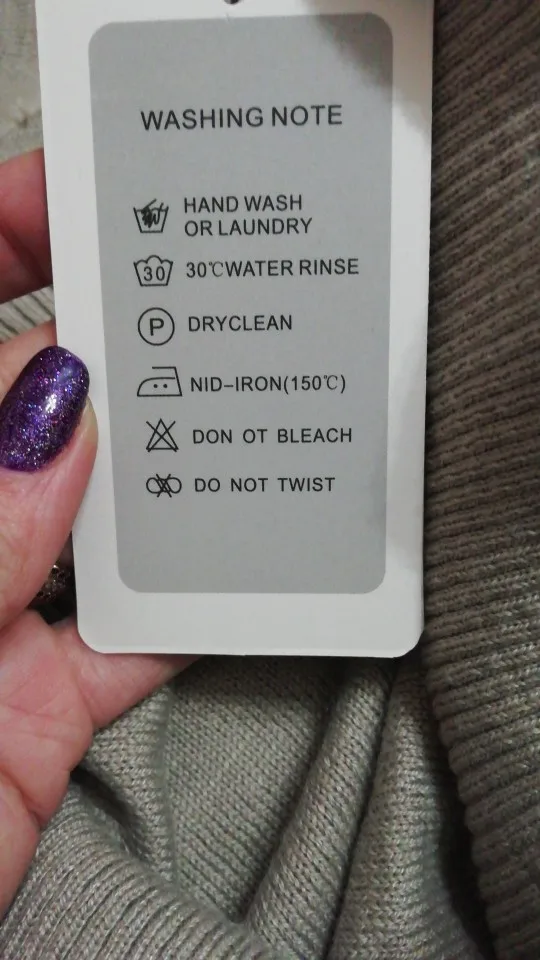 WASHING NOTE
HAND WASH
OR LAUNDRY
30 30℃WATER RINSE
P DRYCLEAN
NID-IRON(150℃)
DON OT BLEACH
DO NOT TWIST